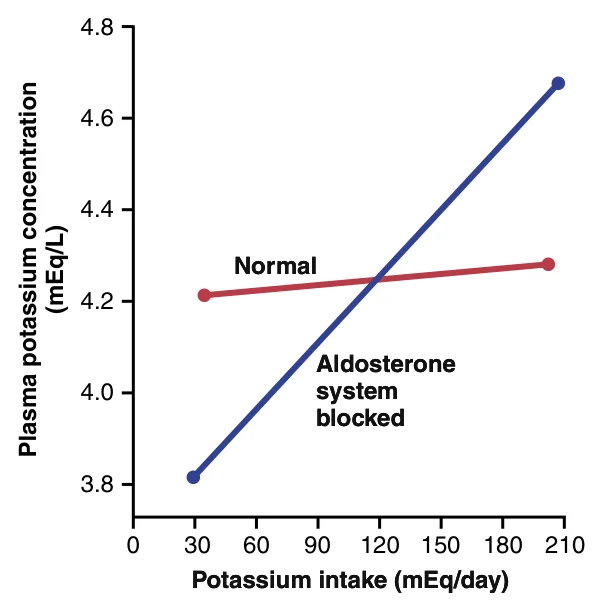 Plasma potassium concentration
(mEq/L)
4.8
4.6
4.4
4.2
4.0
3.8
Normal
Aldosterone
system
blocked
0 30 60 90 120 150 180 210
Potassium intake (mEq/day)